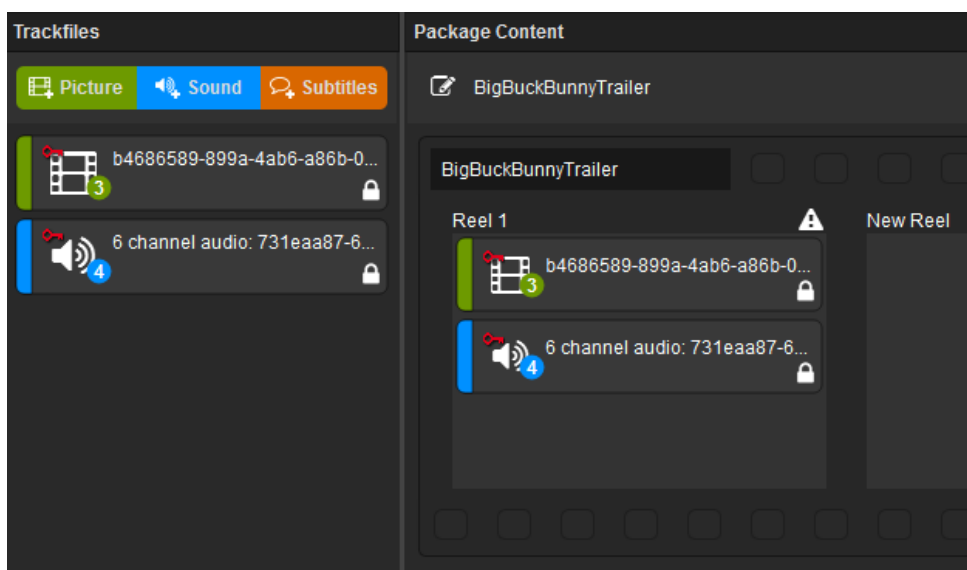 Trackfiles
Picture
Sound
Subtitles
b4686589-899a-4ab6-a86b-0...
3
6 channel audio: 731eaa87-6...
4
Package Content
BigBuckBunnyTrailer
BigBuckBunnyTrailer
Reel 1
New Reel
b4686589-899a-4ab6-a86b-0...
3
6 channel audio: 731eaa87-6...
4